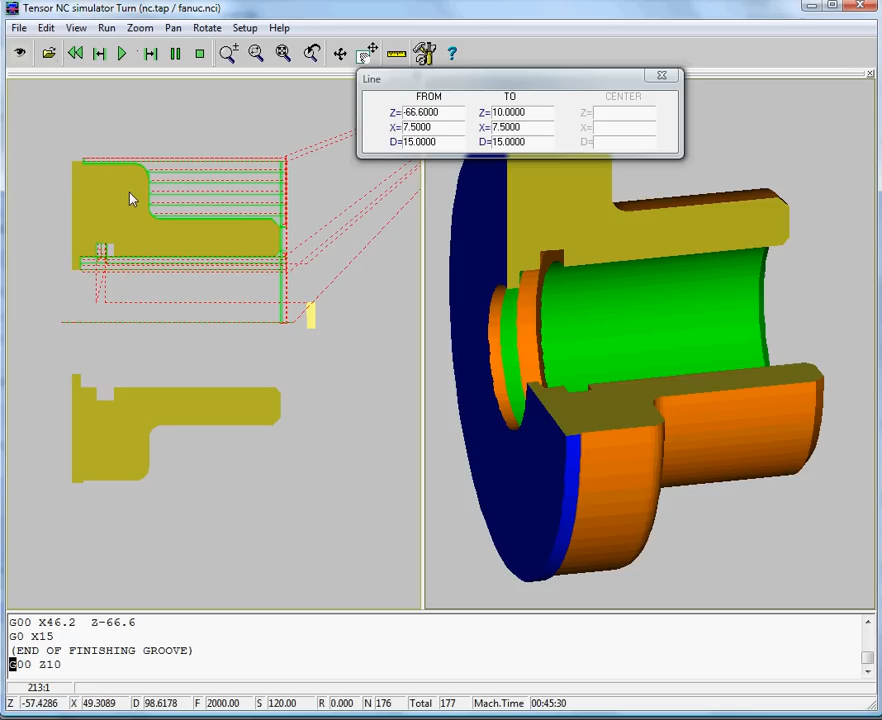 Tensor NC simulator Turn (nc.tap / fanuc.nci)
File Edit View Run Zoom Pan Rotate Setup Help
?
Line
FROM TO CENTER
Z= -66.6000 Z= 10.0000 Z=
X= 7.5000 X= 7.5000 X=
D= 15.0000 D= 15.0000 D=
G00 X46.2 Z-66.6
G0 X15
(END OF FINISHING GROOVE)
G00 Z10
213:1
Z -57.4286 X 49.3089 D 98.6178 F 2000.00 S 120.00 R 0.000 N 176 Total 177 Mach.Time 00:45:30